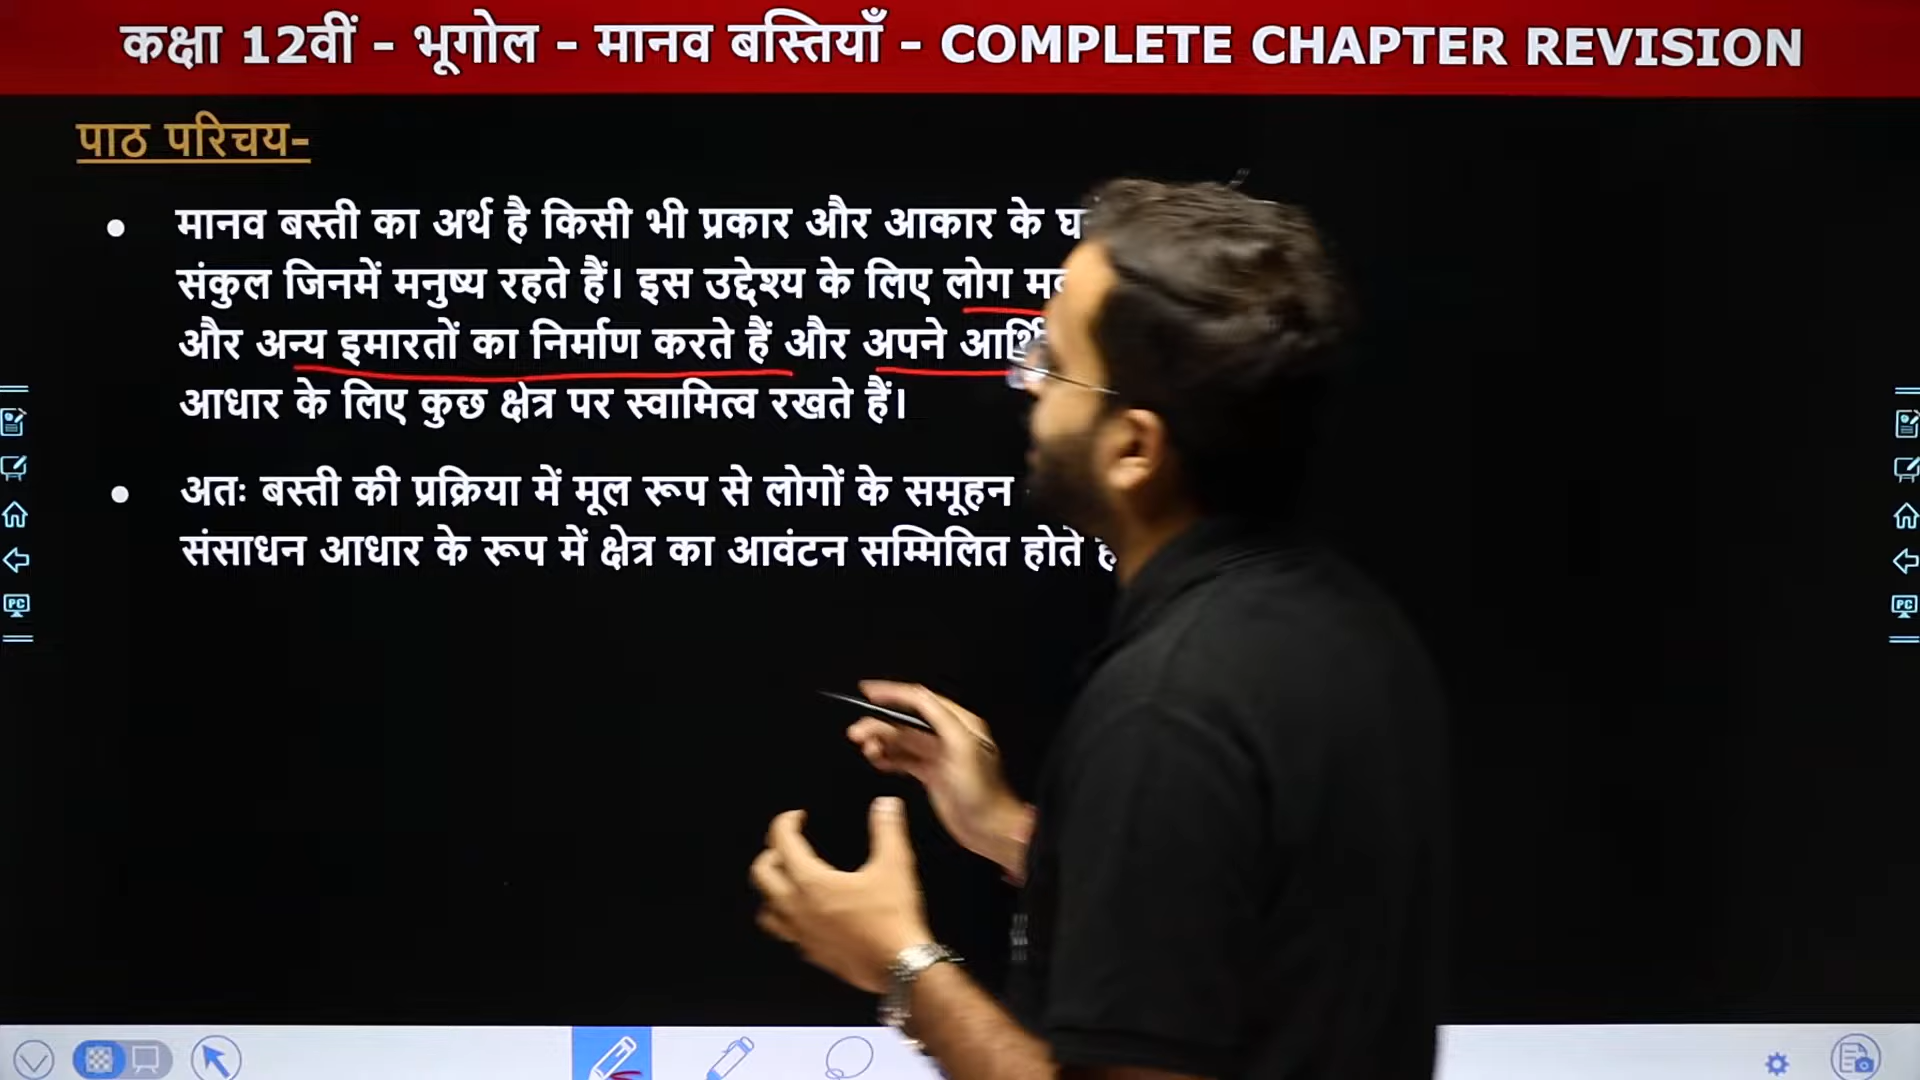 कक्षा 12वीं - भूगोल - मानव बस्तियाँ - COMPLETE CHAPTER REVISION
पाठ परिचय-
मानव बस्ती का अर्थ है किसी भी प्रकार और आकार के
संकुल जिनमें मनुष्य रहते हैं। इस उद्देश्य के लिए लोग
और अन्य इमारतों का निर्माण करते हैं और अपने
आधार के लिए कुछ क्षेत्र पर स्वामित्व रखते हैं।
अतः बस्ती की प्रक्रिया में मूल रूप से लोगों के समूहन
संसाधन आधार के रूप में क्षेत्र का आवंटन सम्मिलित होते
PC
PC